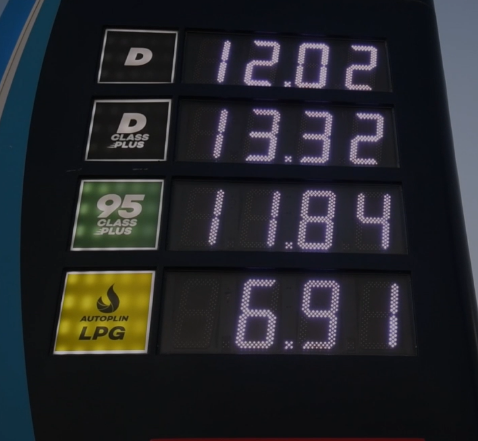 D 12.02
D 13.32
CLASS
PLUS
95 11.84
CLASS
PLUS
AUTOPLIN 6.91
LPG